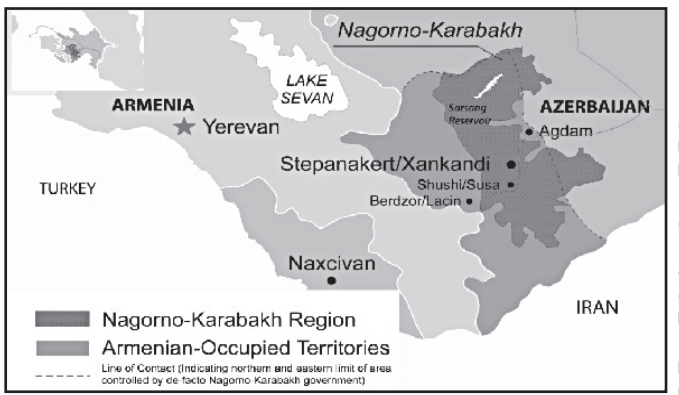 Nagorno-Karabakh
LAKE
SEVAN
ARMENIA
Yerevan
Sarsang
Reservoir
AZERBAIJAN
Agdam
Stepanakert/Xankandi
Shushi/Susa
Berdzor/Lacin
TURKEY
Naxcivan
IRAN
Nagorno-Karabakh Region
Armenian-Occupied Territories
Line of Contact (Indicating northern and eastern limit of area
controlled by de-facto Nagorno-Karabakh government)